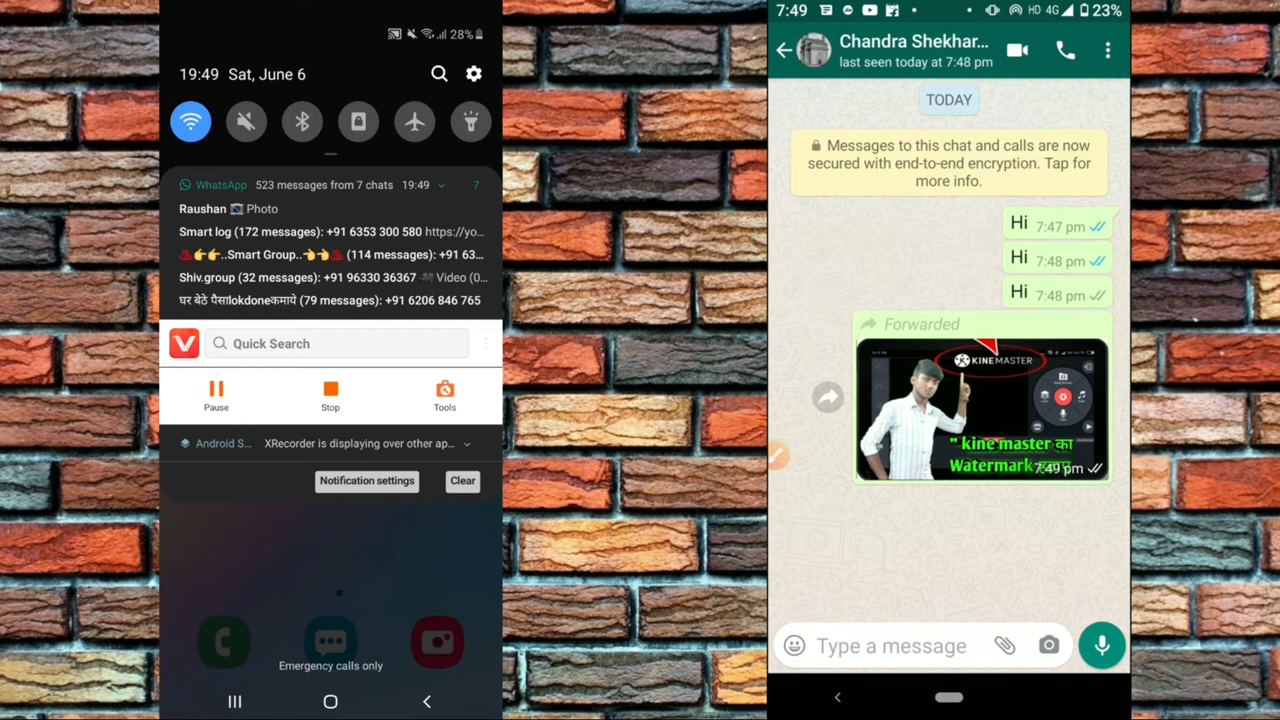 28%
19:49 Sat, June 6
WhatsApp 523 messages from 7 chats 19:49 7
Raushan 📷 Photo
Smart log (172 messages): +91 6353 300 580 https://yo...
♨👉👉..Smart Group..👈👈♨ (114 messages): +91 63...
Shiv.group (32 messages): +91 96330 36367 🎥 Video (0...
घर बेठे पैसाlokdoneकमाये (79 messages): +91 6206 846 765
V
Quick Search
Pause Stop Tools
Android S... XRecorder is displaying over other ap...
Notification settings Clear
Emergency calls only
7:49 HD 4G 23%
Chandra Shekhar...
last seen today at 7:48 pm
TODAY
Messages to this chat and calls are now
secured with end-to-end encryption. Tap for
more info.
Hi 7:47 pm
Hi 7:48 pm
Hi 7:48 pm
Forwarded
KINEMASTER
" kine master का
Watermark
7:49 pm
Type a message